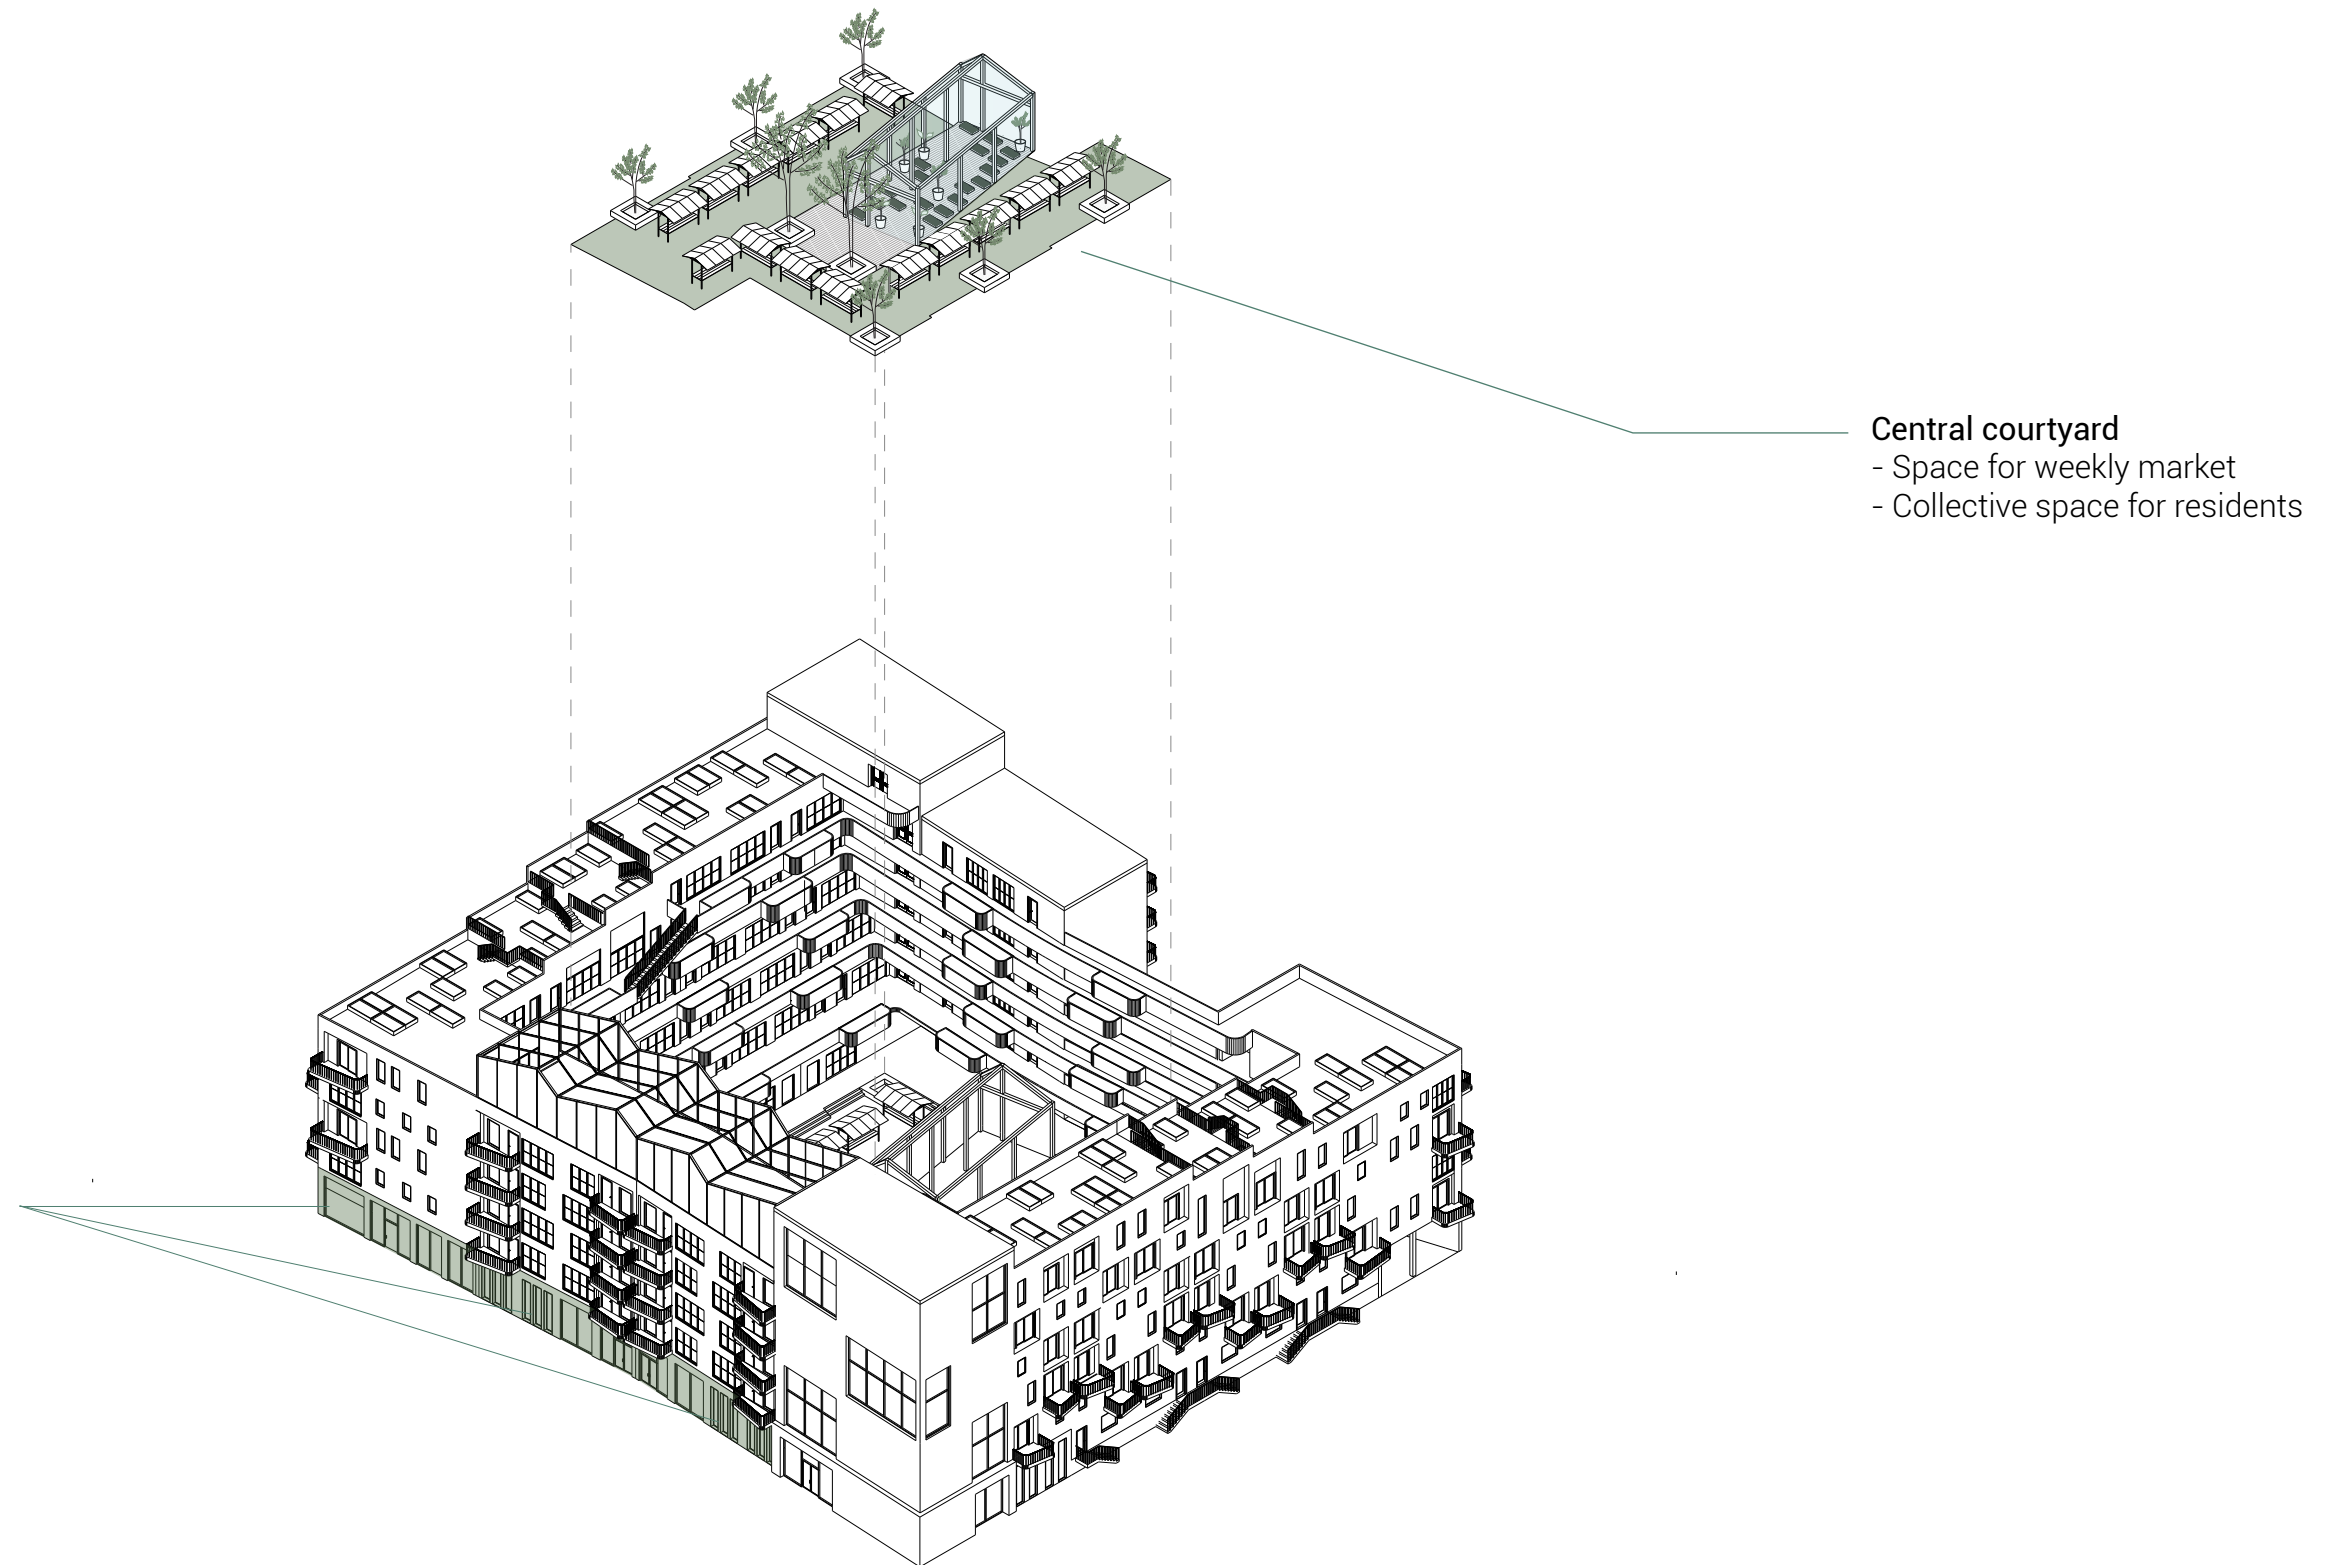 Central courtyard
- Space for weekly market
- Collective space for residents